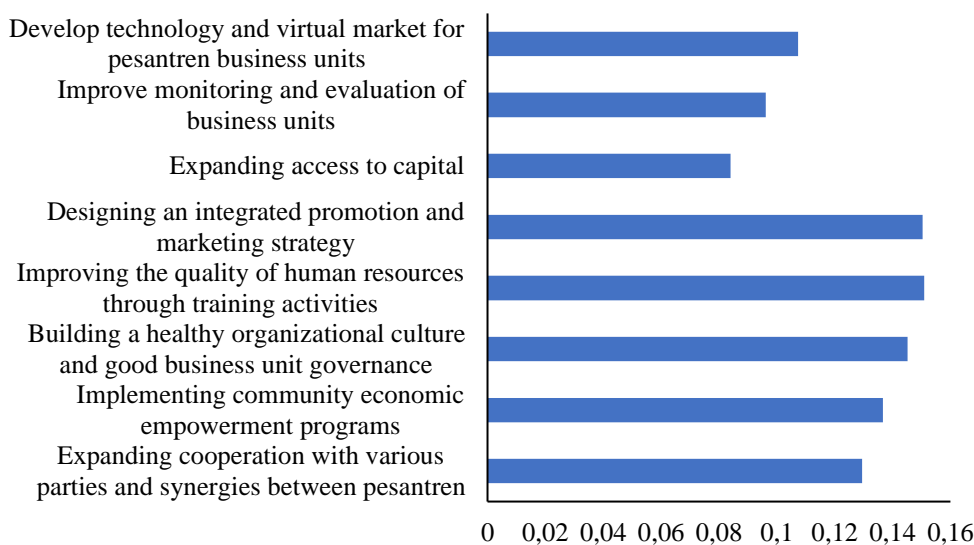 Develop technology and virtual market for
pesantren business units
Improve monitoring and evaluation of
business units
Expanding access to capital
Designing an integrated promotion and
marketing strategy
Improving the quality of human resources
through training activities
Building a healthy organizational culture
and good business unit governance
Implementing community economic
empowerment programs
Expanding cooperation with various
parties and synergies between pesantren
0 0,02 0,04 0,06 0,08 0,1 0,12 0,14 0,16